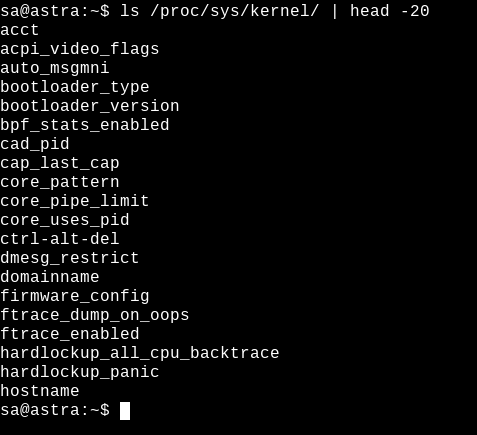 sa@astra:~$ ls /proc/sys/kernel/ | head -20
acct
acpi_video_flags
auto_msgmni
bootloader_type
bootloader_version
bpf_stats_enabled
cad_pid
cap_last_cap
core_pattern
core_pipe_limit
core_uses_pid
ctrl-alt-del
dmesg_restrict
domainname
firmware_config
ftrace_dump_on_oops
ftrace_enabled
hardlockup_all_cpu_backtrace
hardlockup_panic
hostname
sa@astra:~$